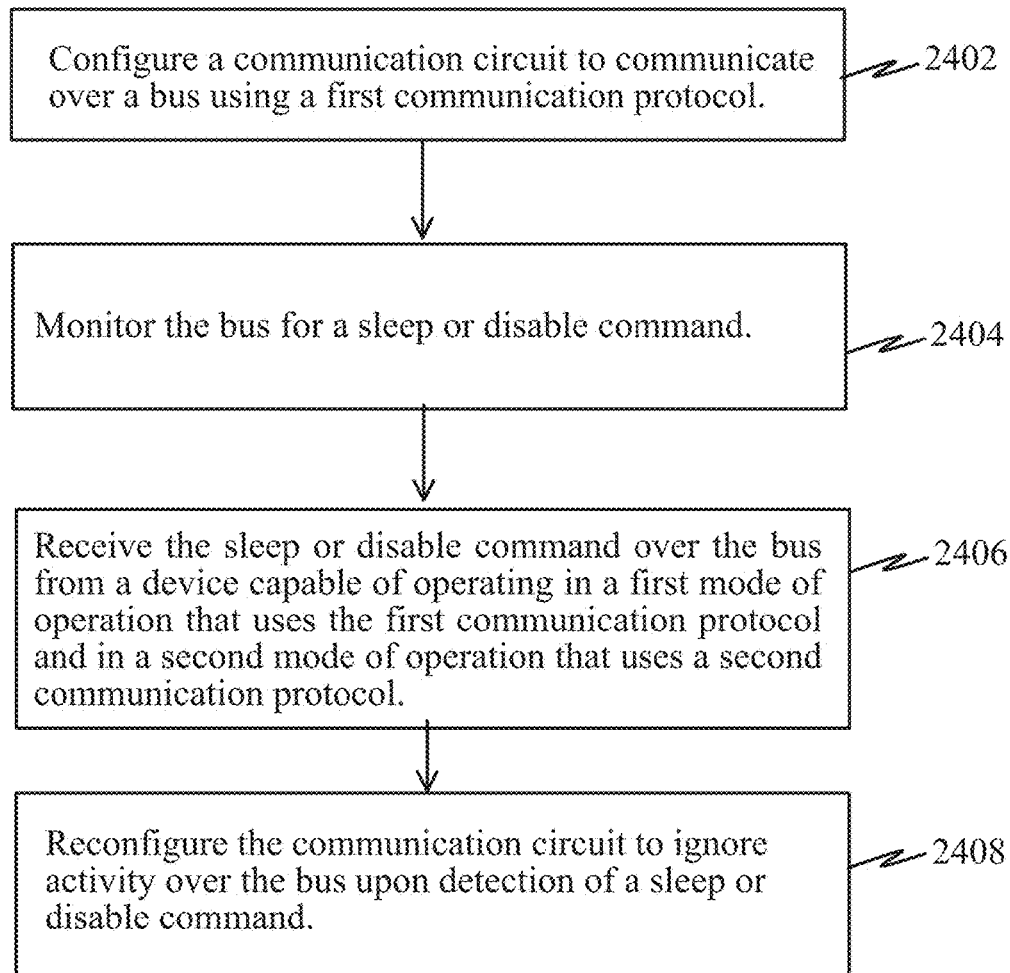 Configure a communication circuit to communicate
over a bus using a first communication protocol.
2402
Monitor the bus for a sleep or disable command.
2404
Receive the sleep or disable command over the bus
from a device capable of operating in a first mode of
operation that uses the first communication protocol
and in a second mode of operation that uses a second
communication protocol.
2406
Reconfigure the communication circuit to ignore
activity over the bus upon detection of a sleep or
disable command.
2408